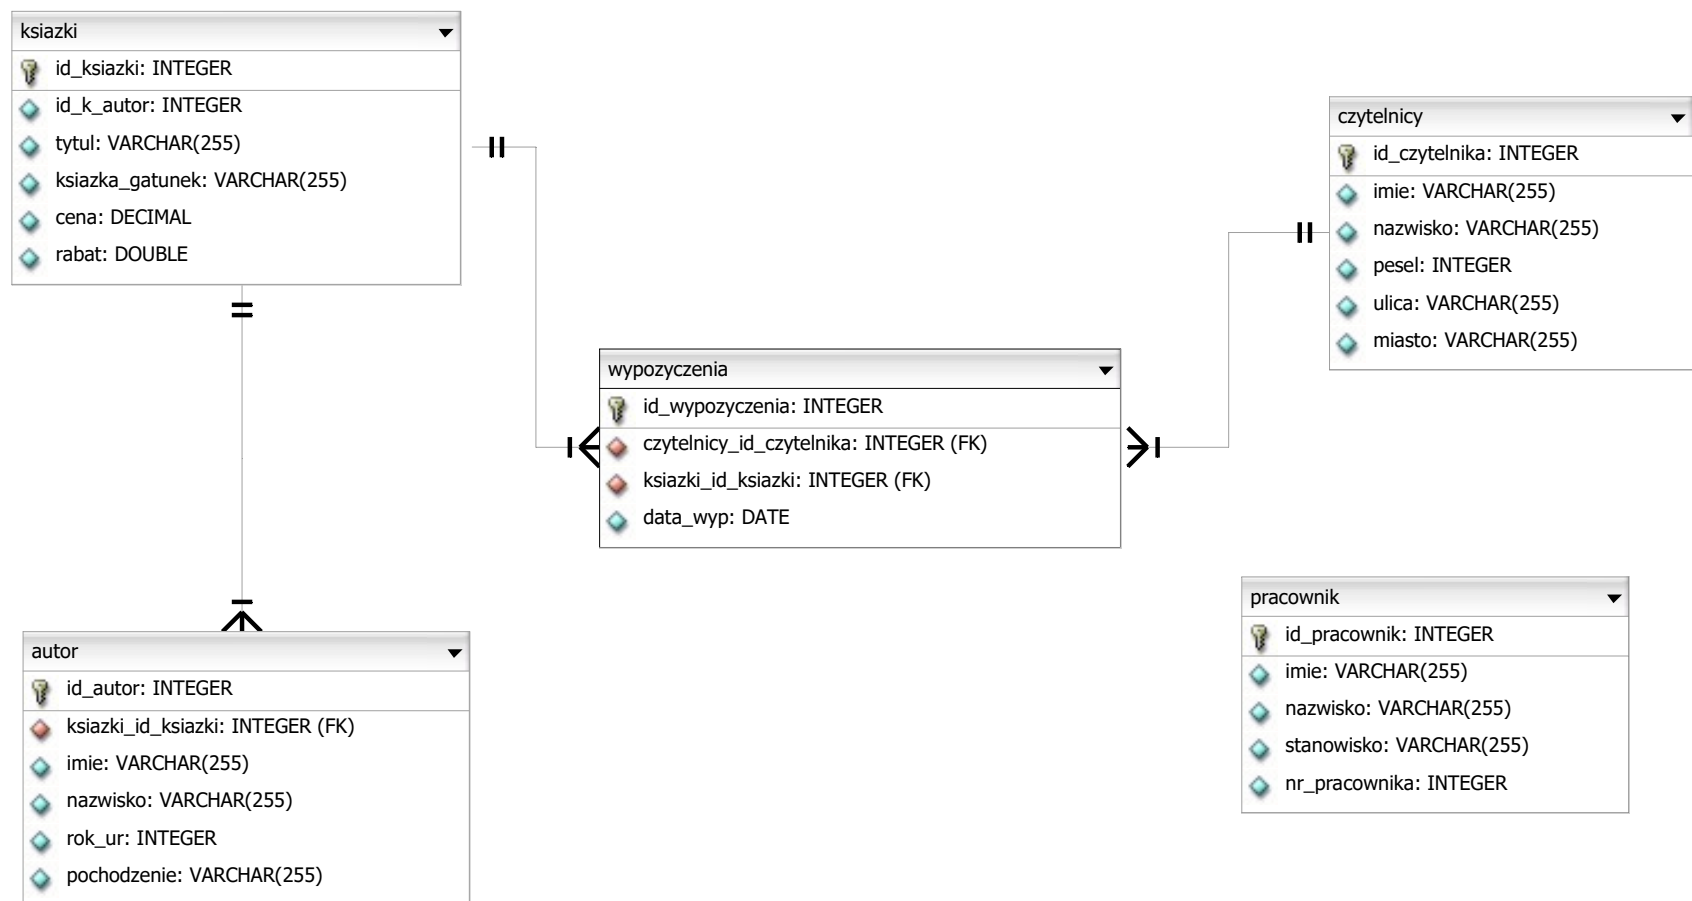 ksiazki
id_ksiazki: INTEGER
id_k_autor: INTEGER
tytul: VARCHAR(255)
ksiazka_gatunek: VARCHAR(255)
cena: DECIMAL
rabat: DOUBLE
czytelnicy
id_czytelnika: INTEGER
imie: VARCHAR(255)
nazwisko: VARCHAR(255)
pesel: INTEGER
ulica: VARCHAR(255)
miasto: VARCHAR(255)
wypozyczenia
id_wypozyczenia: INTEGER
czytelnicy_id_czytelnika: INTEGER (FK)
ksiazki_id_ksiazki: INTEGER (FK)
data_wyp: DATE
autor
id_autor: INTEGER
ksiazki_id_ksiazki: INTEGER (FK)
imie: VARCHAR(255)
nazwisko: VARCHAR(255)
rok_ur: INTEGER
pochodzenie: VARCHAR(255)
pracownik
id_pracownik: INTEGER
imie: VARCHAR(255)
nazwisko: VARCHAR(255)
stanowisko: VARCHAR(255)
nr_pracownika: INTEGER